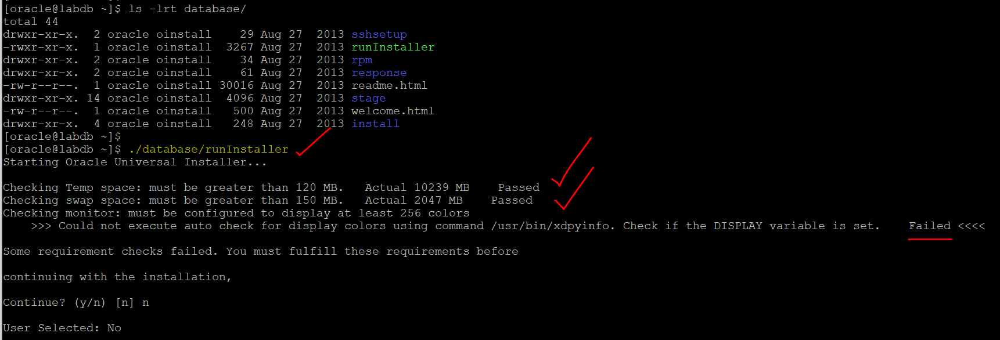 [oracle@labdb ~]$ ls -lrt database/
total 44
drwxr-xr-x.  2 oracle oinstall    29 Aug 27  2013 sshsetup
-rwxr-xr-x.  1 oracle oinstall  3267 Aug 27  2013 runInstaller
drwxr-xr-x.  2 oracle oinstall    34 Aug 27  2013 rpm
drwxr-xr-x.  2 oracle oinstall    61 Aug 27  2013 response
-rw-r--r--.  1 oracle oinstall 30016 Aug 27  2013 readme.html
drwxr-xr-x. 14 oracle oinstall  4096 Aug 27  2013 stage
-rw-r--r--.  1 oracle oinstall   500 Aug 27  2013 welcome.html
drwxr-xr-x.  4 oracle oinstall   248 Aug 27  2013 install
[oracle@labdb ~]$
[oracle@labdb ~]$ ./database/runInstaller
Starting Oracle Universal Installer...
Checking Temp space: must be greater than 120 MB.   Actual 10239 MB    Passed
Checking swap space: must be greater than 150 MB.   Actual 2047 MB    Passed
Checking monitor: must be configured to display at least 256 colors
    >>> Could not execute auto check for display colors using command /usr/bin/xdpyinfo. Check if the DISPLAY variable is set.    Failed <<<<
Some requirement checks failed. You must fulfill these requirements before
continuing with the installation,
Continue? (y/n) [n] n
User Selected: No